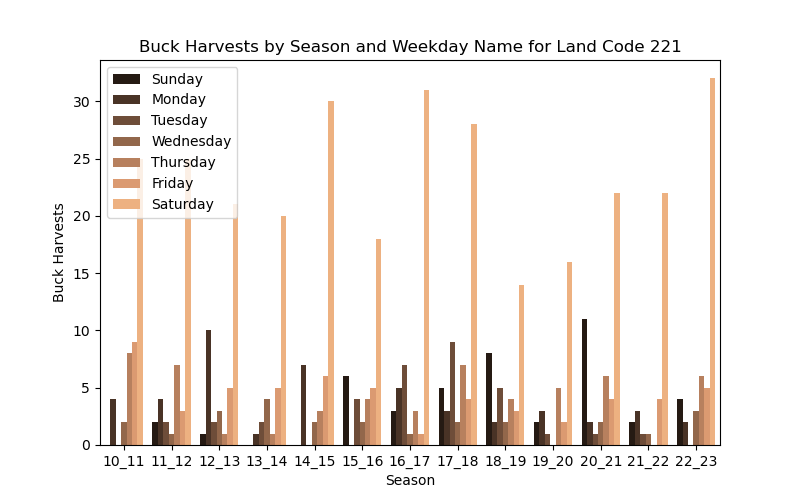 Buck Harvests by Season and Weekday Name for Land Code 221
Sunday
Monday
Tuesday
Wednesday
Thursday
Friday
Saturday
30
25
20
15
10
5
0
Buck Harvests
10_11 11_12 12_13 13_14 14_15 15_16 16_17 17_18 18_19 19_20 20_21 21_22 22_23
Season